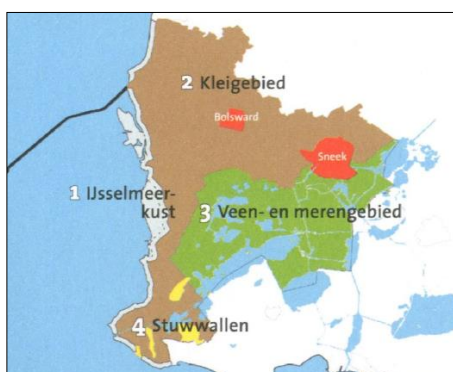 2 Kleigebied
Bolsward
Sneek
1 IJsselmeer-
kust
3 Veen- en merengebied
4 Stuwwallen